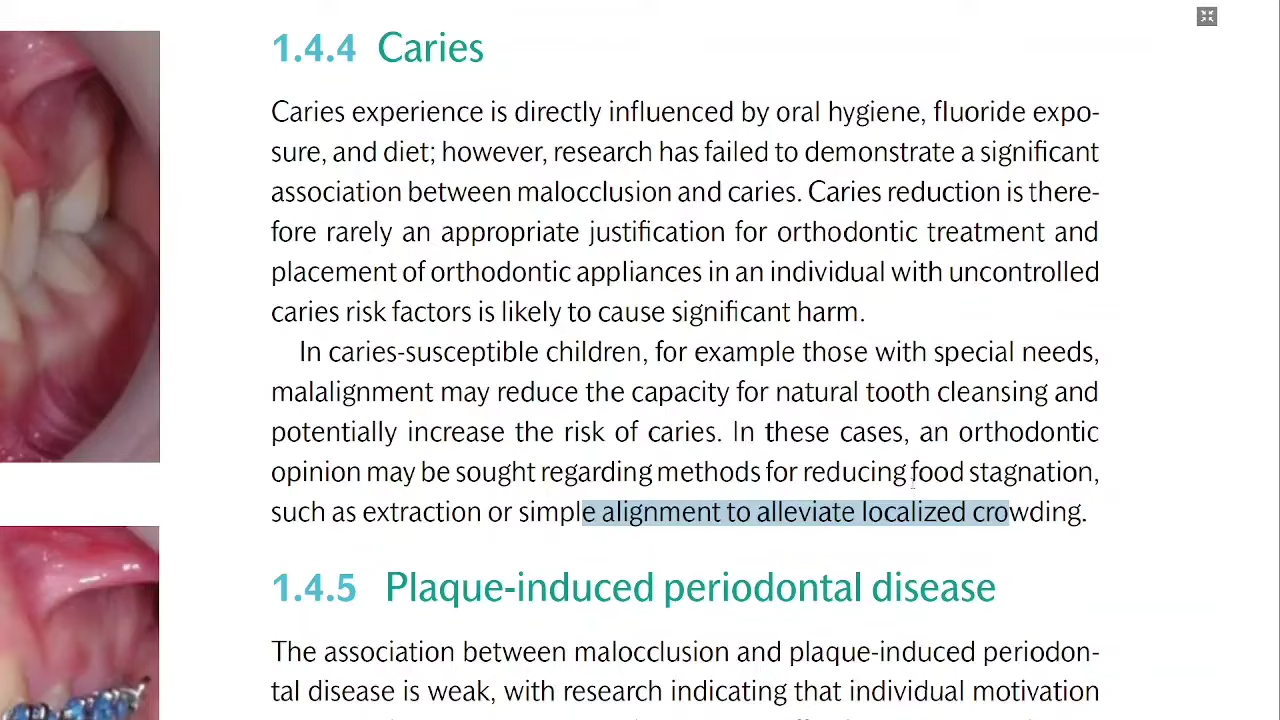 1.4.4 Caries
Caries experience is directly influenced by oral hygiene, fluoride expo-
sure, and diet; however, research has failed to demonstrate a significant
association between malocclusion and caries. Caries reduction is there-
fore rarely an appropriate justification for orthodontic treatment and
placement of orthodontic appliances in an individual with uncontrolled
caries risk factors is likely to cause significant harm.
In caries-susceptible children, for example those with special needs,
malalignment may reduce the capacity for natural tooth cleansing and
potentially increase the risk of caries. In these cases, an orthodontic
opinion may be sought regarding methods for reducing food stagnation,
such as extraction or simple alignment to alleviate localized crowding.
1.4.5 Plaque-induced periodontal disease
The association between malocclusion and plaque-induced periodon-
tal disease is weak, with research indicating that individual motivation